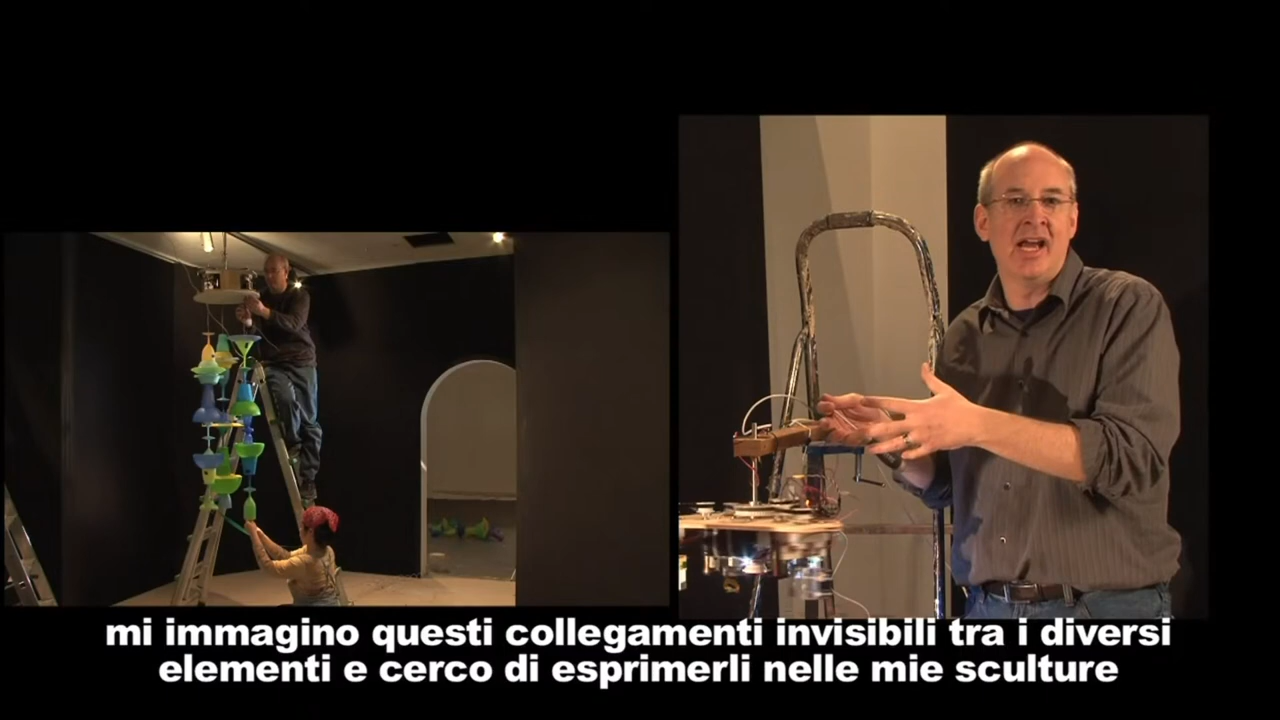 mi immagino questi collegamenti invisibili tra i diversi
elementi e cerco di esprimerli nelle mie sculture